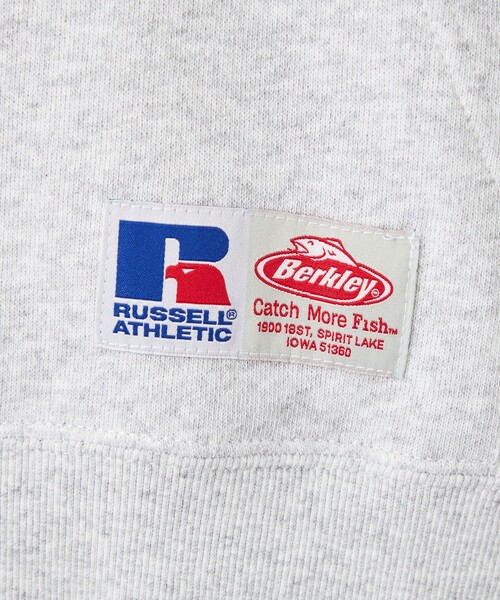 R
RUSSELL®
ATHLETIC
Berkley
Catch More Fish™
1900 18ST, SPIRIT LAKE
IOWA 51360